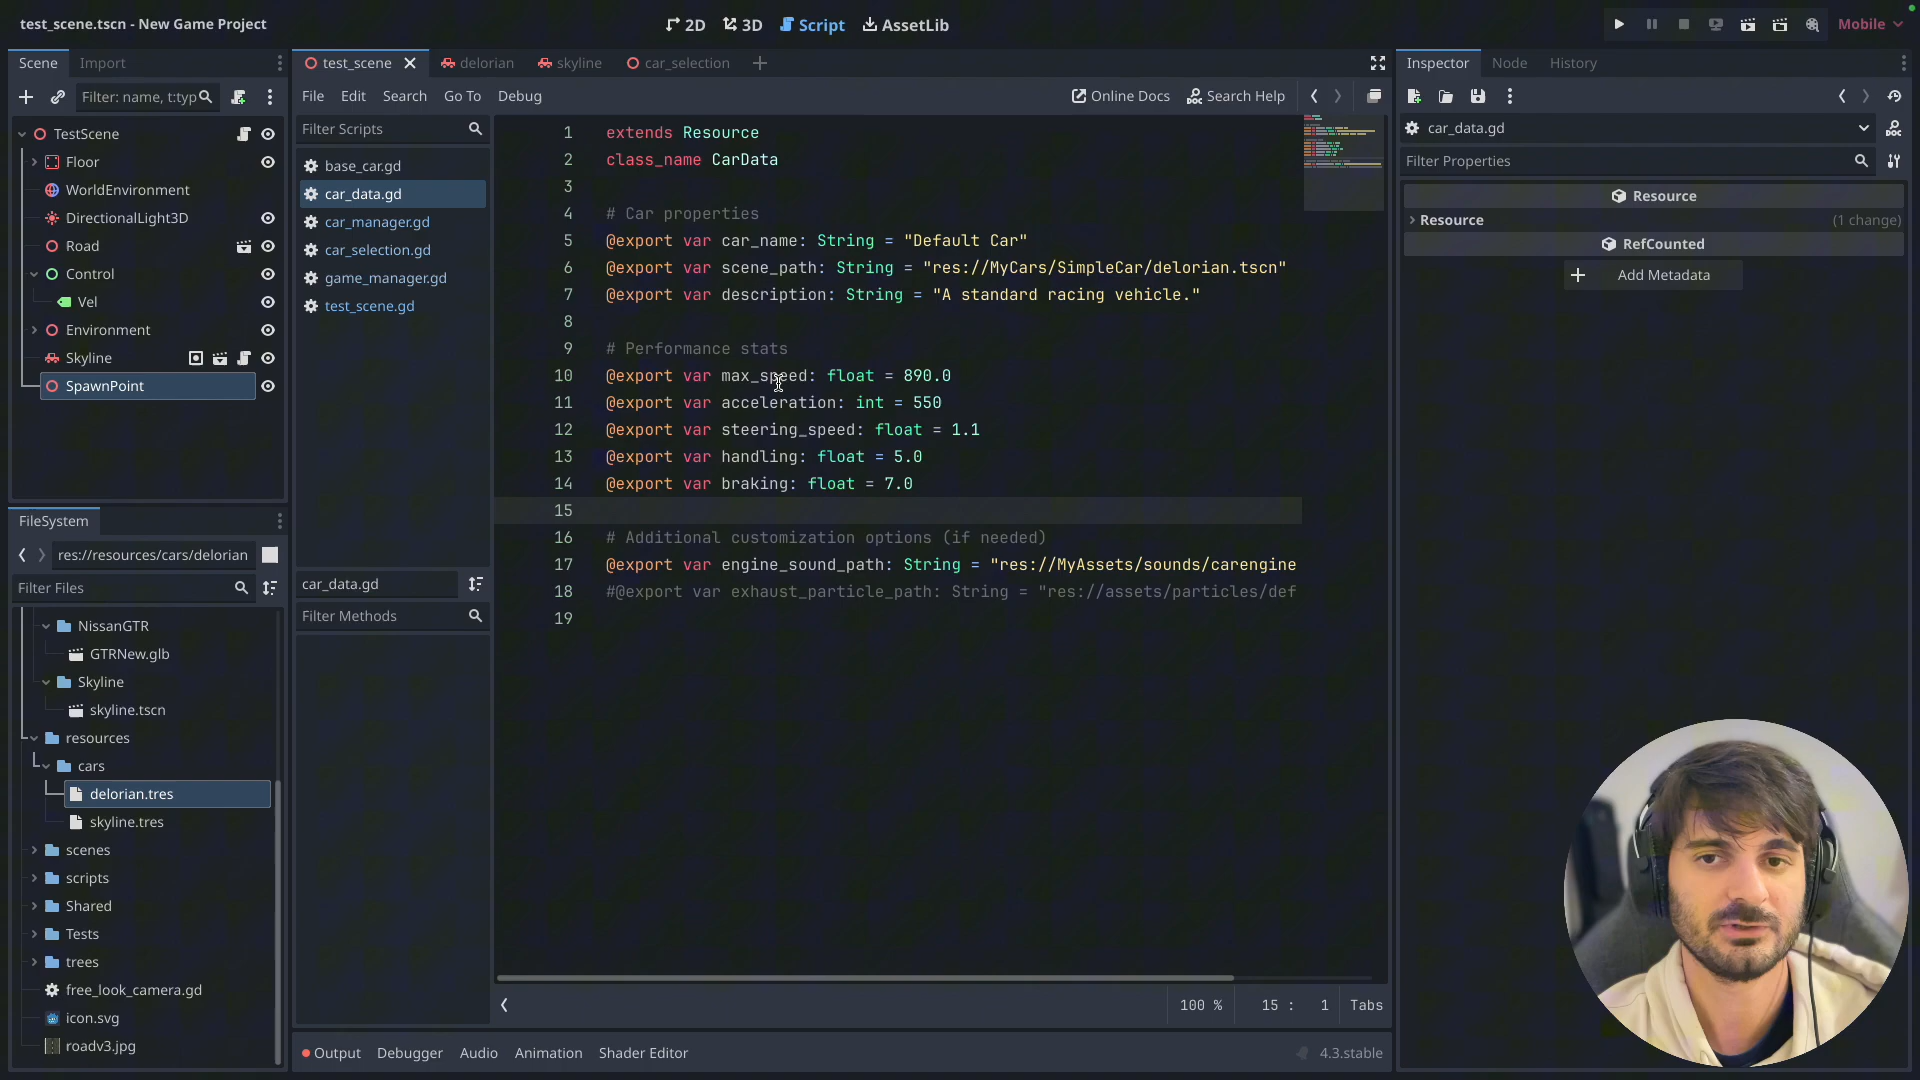 test_scene.tscn - New Game Project
2D
3D
Script
AssetLib
Mobile
Scene
Import
Filter: name, t:typ
TestScene
Floor
WorldEnvironment
DirectionalLight3D
Road
Control
Vel
Environment
Skyline
SpawnPoint
FileSystem
res://resources/cars/delorian
Filter Files
NissanGTR
GTRNew.glb
Skyline
skyline.tscn
resources
cars
delorian.tres
skyline.tres
scenes
scripts
Shared
Tests
trees
free_look_camera.gd
icon.svg
roadv3.jpg
test_scene
delorian
skyline
car_selection
File
Edit
Search
Go To
Debug
Online Docs
Search Help
Filter Scripts
base_car.gd
car_data.gd
car_manager.gd
car_selection.gd
game_manager.gd
test_scene.gd
car_data.gd
Filter Methods
1 extends Resource
2 class_name CarData
3
4 # Car properties
5 @export var car_name: String = "Default Car"
6 @export var scene_path: String = "res://MyCars/SimpleCar/delorian.tscn"
7 @export var description: String = "A standard racing vehicle."
8
9 # Performance stats
10 @export var max_speed: float = 890.0
11 @export var acceleration: int = 550
12 @export var steering_speed: float = 1.1
13 @export var handling: float = 5.0
14 @export var braking: float = 7.0
15
16 # Additional customization options (if needed)
17 @export var engine_sound_path: String = "res://MyAssets/sounds/carengine
18 #@export var exhaust_particle_path: String = "res://assets/particles/def
19
100 %
15 : 1
Tabs
Output
Debugger
Audio
Animation
Shader Editor
4.3.stable
Inspector
Node
History
car_data.gd
Filter Properties
Resource
Resource
(1 change)
RefCounted
Add Metadata